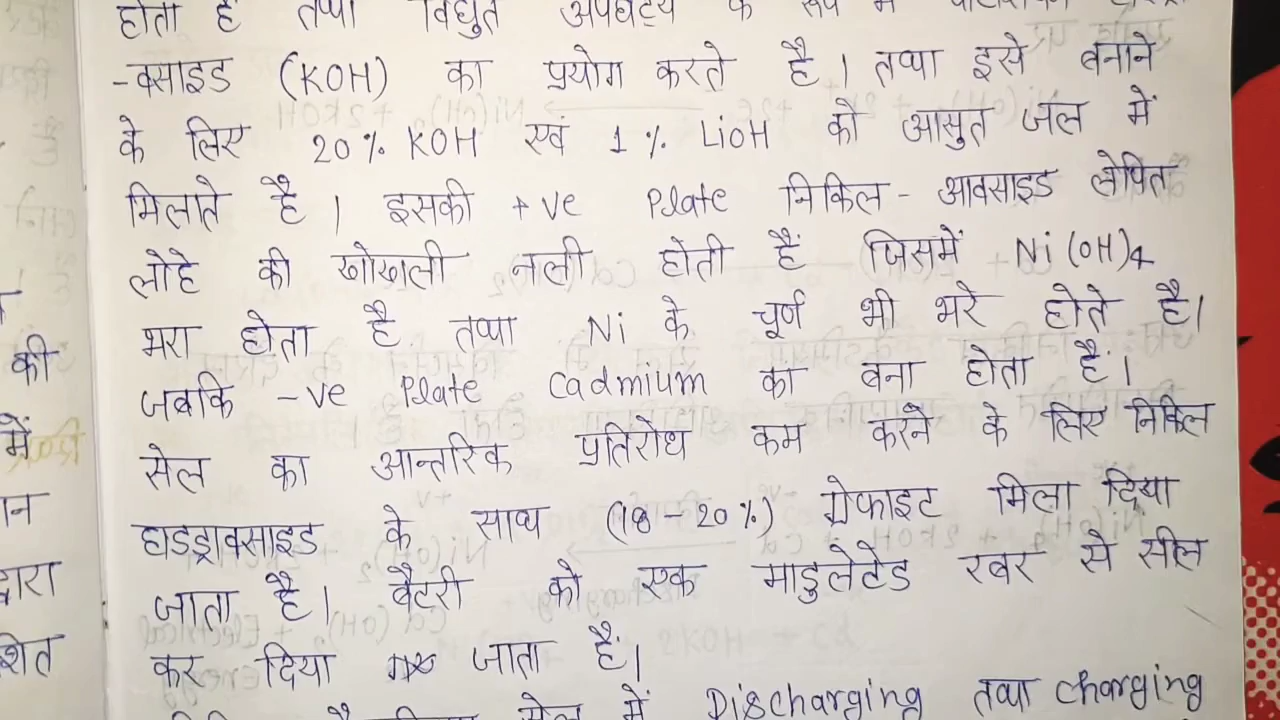 होता है तथा विद्युत अपघट्य के रूप में
-क्साइड (KOH) का प्रयोग करते है। तथा इसे बनाने
के लिए 20% KOH एवं 1% LiOH को आसुत जल में
मिलाते है। इसकी +ve Plate निकिल - आक्साइड लेपित
लोहे की खोखली नली होती हैं जिसमें Ni(OH)4
भरा होता है तथा Ni के चूर्ण भी भरे होते है।
जबकि -ve Plate Cadmium का बना होता हैं।
सेल का आन्तरिक प्रतिरोध कम करने के लिए निकिल
हाइड्राक्साइड के साथ (18 - 20%) ग्रेफाइट मिला दिया
जाता है। बैटरी को एक माडुलेटेड रबर से सील
कर दिया जाता हैं।
सेल में Discharging तथा Charging
की
में
द्वारा